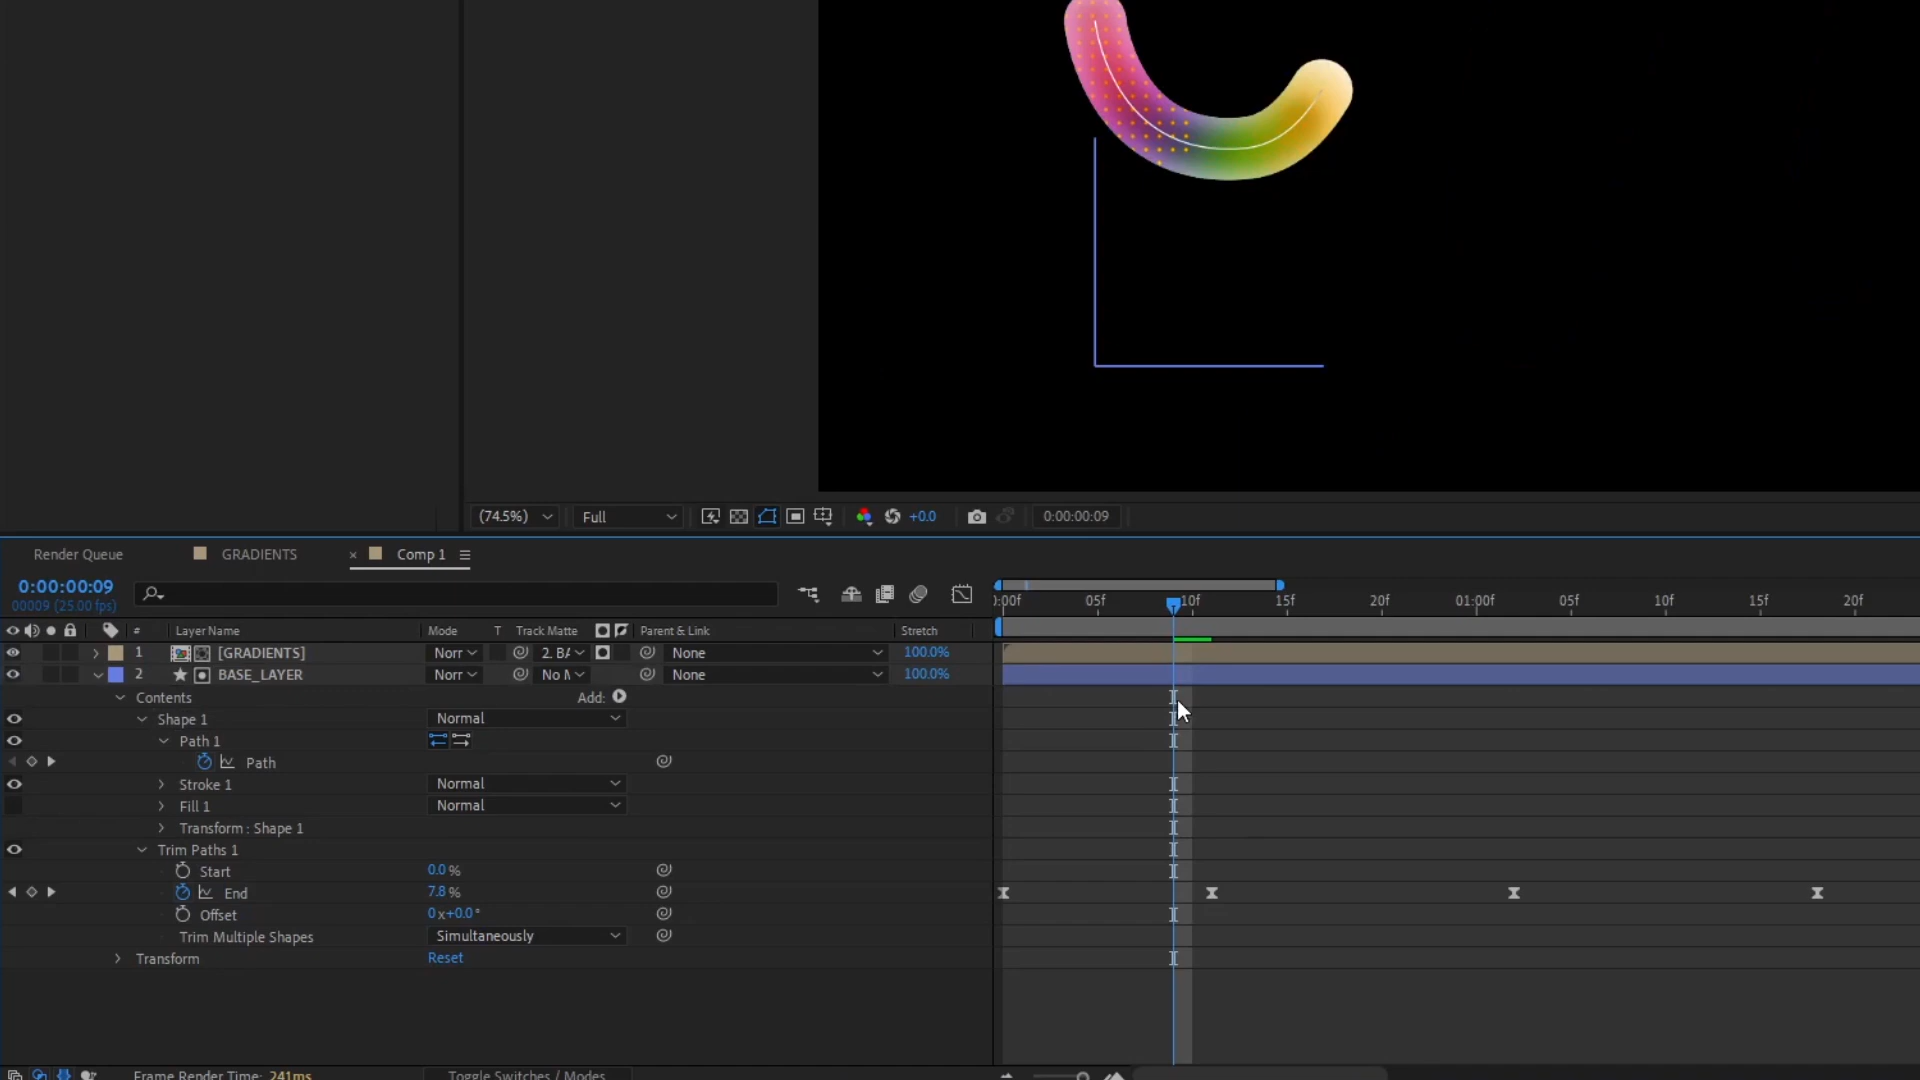 (74.5%) Full +0.0 0:00:00:09
Render Queue GRADIENTS × Comp 1
0:00:00:09
00009 (25.00 fps)
):00f 05f 10f 15f 20f 01:00f 05f 10f 15f 20f
# Layer Name Mode T Track Matte Parent & Link Stretch
1 [GRADIENTS] Norr 2. BA None 100.0%
2 BASE_LAYER Norr No M None 100.0%
Contents Add:
Shape 1 Normal
Path 1
Path
Stroke 1 Normal
Fill 1 Normal
Transform : Shape 1
Trim Paths 1
Start 0.0 %
End 7.8 %
Offset 0 x+0.0 °
Trim Multiple Shapes Simultaneously
Transform Reset
Frame Render Time: 241ms Toggle Switches / Modes